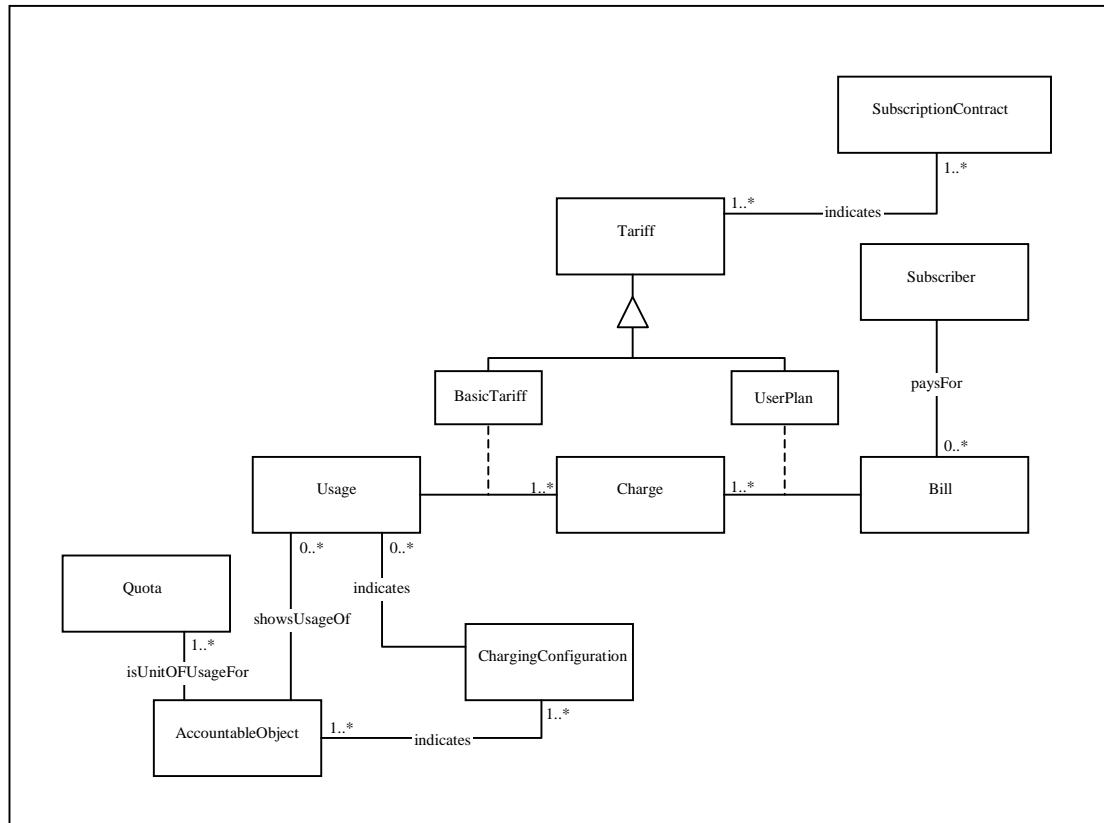 SubscriptionContract
1..*
1..*
indicates
Tariff
Subscriber
BasicTariff
UserPlan
paysFor
0..*
Usage
1..*
Charge
1..*
Bill
0..*
0..*
Quota
indicates
showsUsageOf
1..*
ChargingConfiguration
isUnitOFUsageFor
1..*
AccountableObject
1..*
indicates